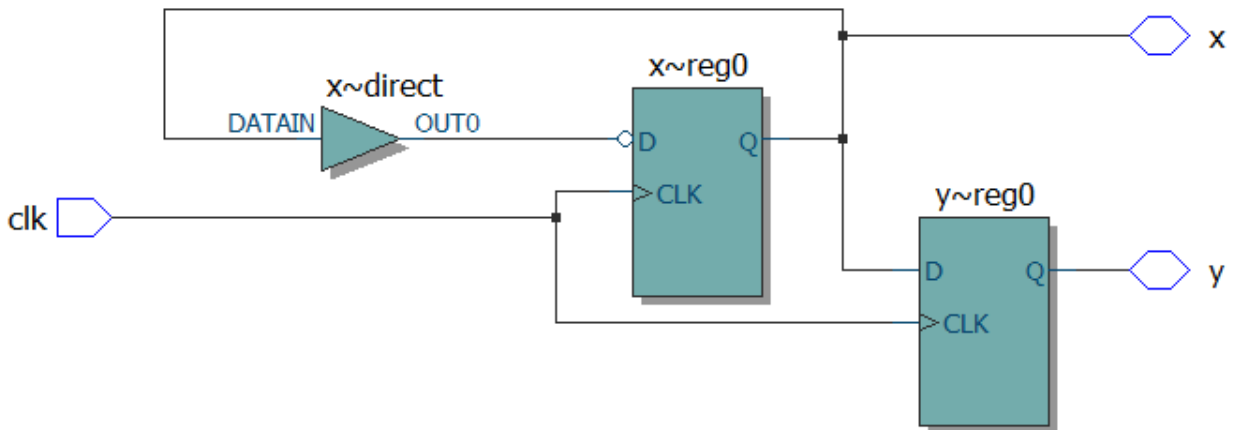 x
x~reg0
x~direct
DATAIN
OUT0
D
Q
CLK
clk
y~reg0
D
Q
y
CLK